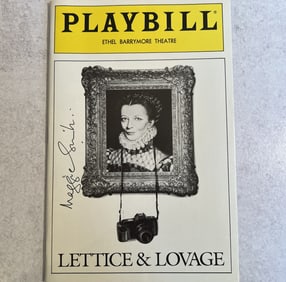 PLAYBILL
ETHEL BARRYMORE THEATRE
Maggie Smith
LETTICE & LOVAGE